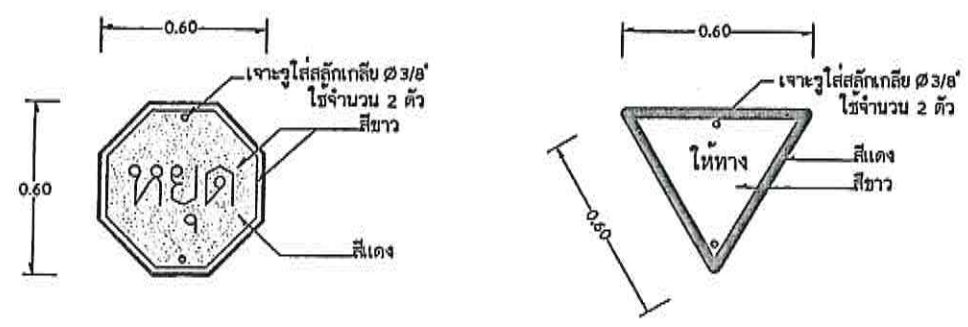 0.60
เจาะรูใส่สลักเกลียว Ø 3/8"
ใช้จำนวน 2 ตัว
สีขาว
0.60
หยุด
สีแดง
0.60
เจาะรูใส่สลักเกลียว Ø 3/8"
ใช้จำนวน 2 ตัว
ให้ทาง
สีแดง
สีขาว
0.60